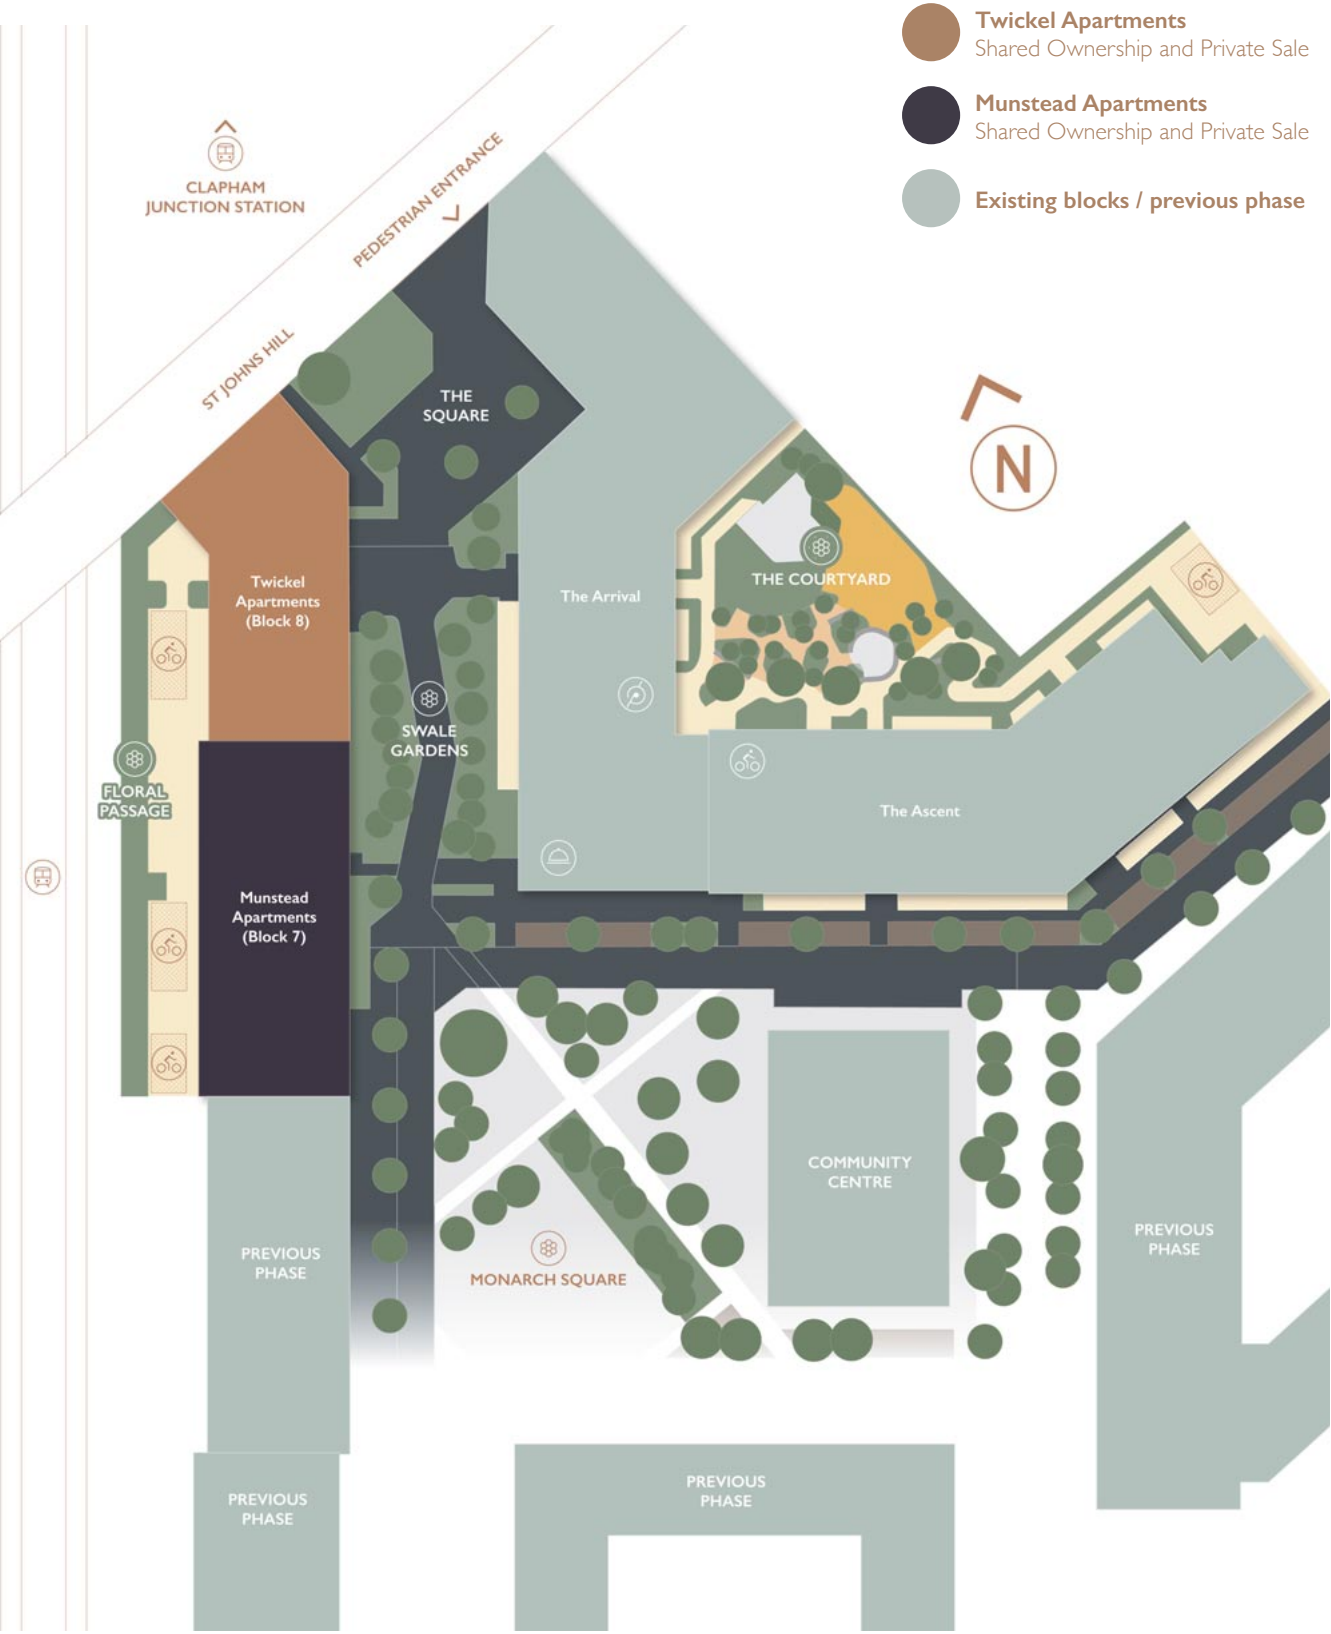 Twickel Apartments
Shared Ownership and Private Sale
Munstead Apartments
Shared Ownership and Private Sale
Existing blocks / previous phase
CLAPHAM
JUNCTION STATION
PEDESTRIAN ENTRANCE
ST JOHNS HILL
THE
SQUARE
N
THE COURTYARD
Twickel
Apartments
(Block 8)
The Arrival
SWALE
GARDENS
FLORAL
PASSAGE
The Ascent
Munstead
Apartments
(Block 7)
COMMUNITY
CENTRE
PREVIOUS
PHASE
PREVIOUS
PHASE
MONARCH SQUARE
PREVIOUS
PHASE
PREVIOUS
PHASE